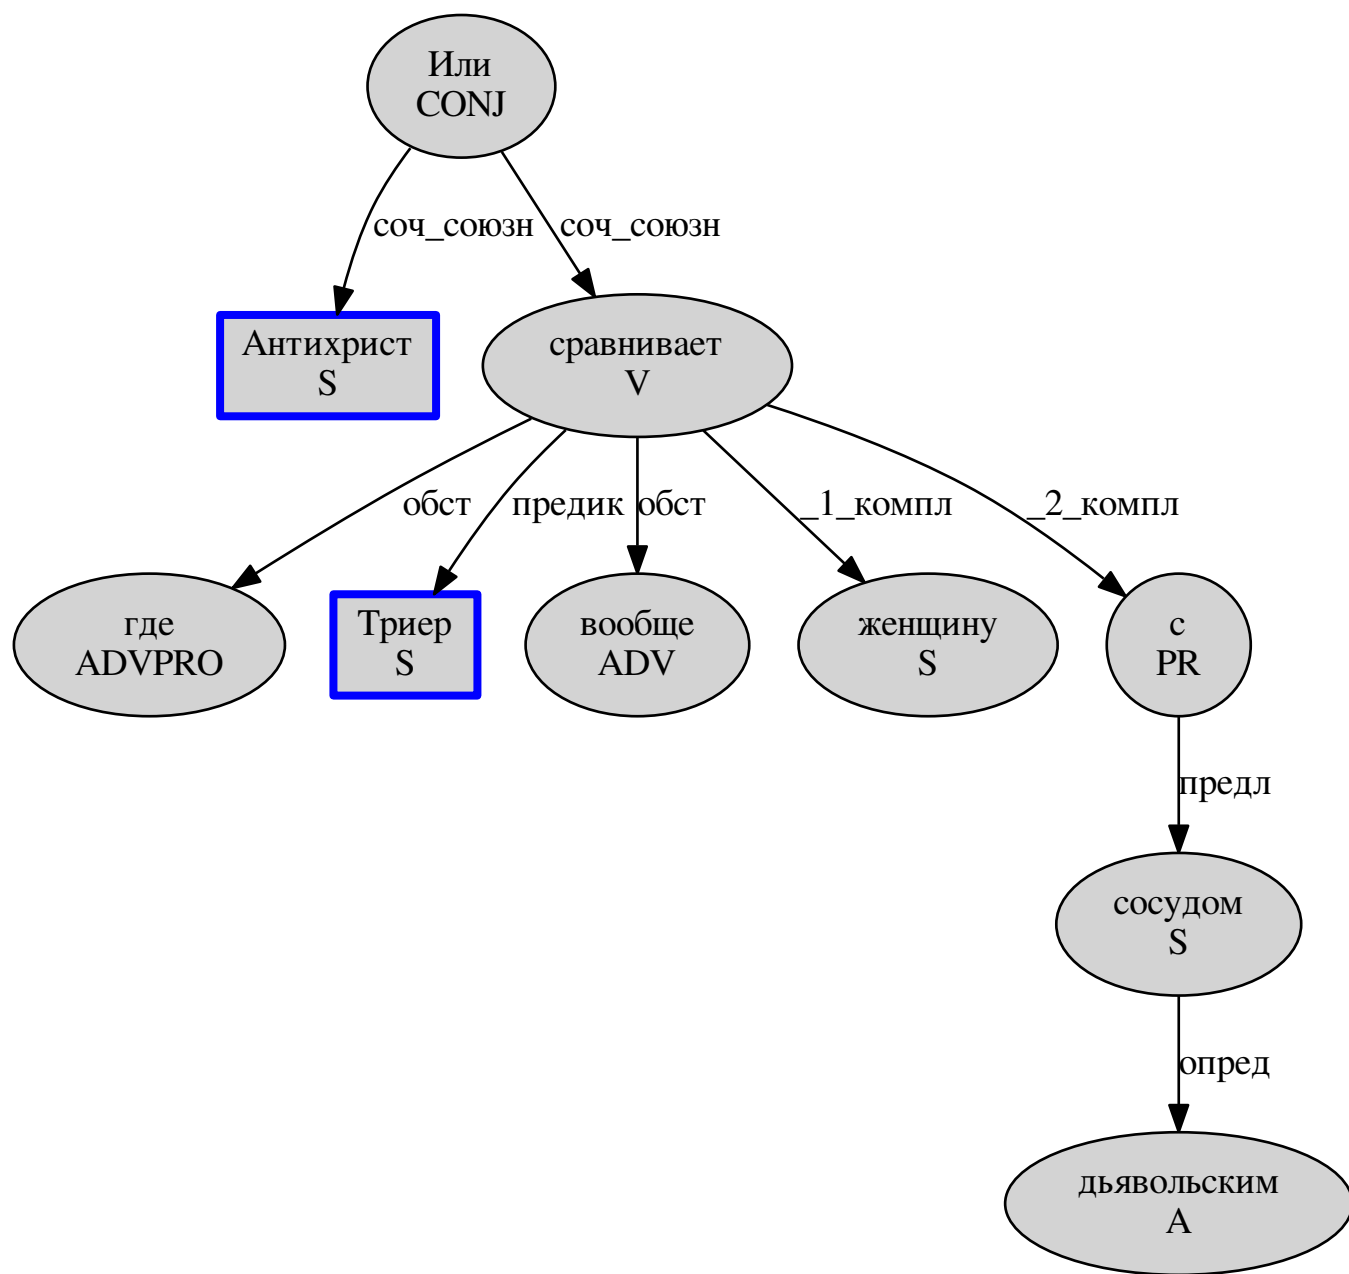 Или
CONJ
соч_союзн
соч_союзн
Антихрист
S
сравнивает
V
обст
предик
обст
_1_компл
_2_компл
где
ADVPRO
Триер
S
вообще
ADV
женщину
S
с
PR
предл
сосудом
S
опред
дьявольским
A